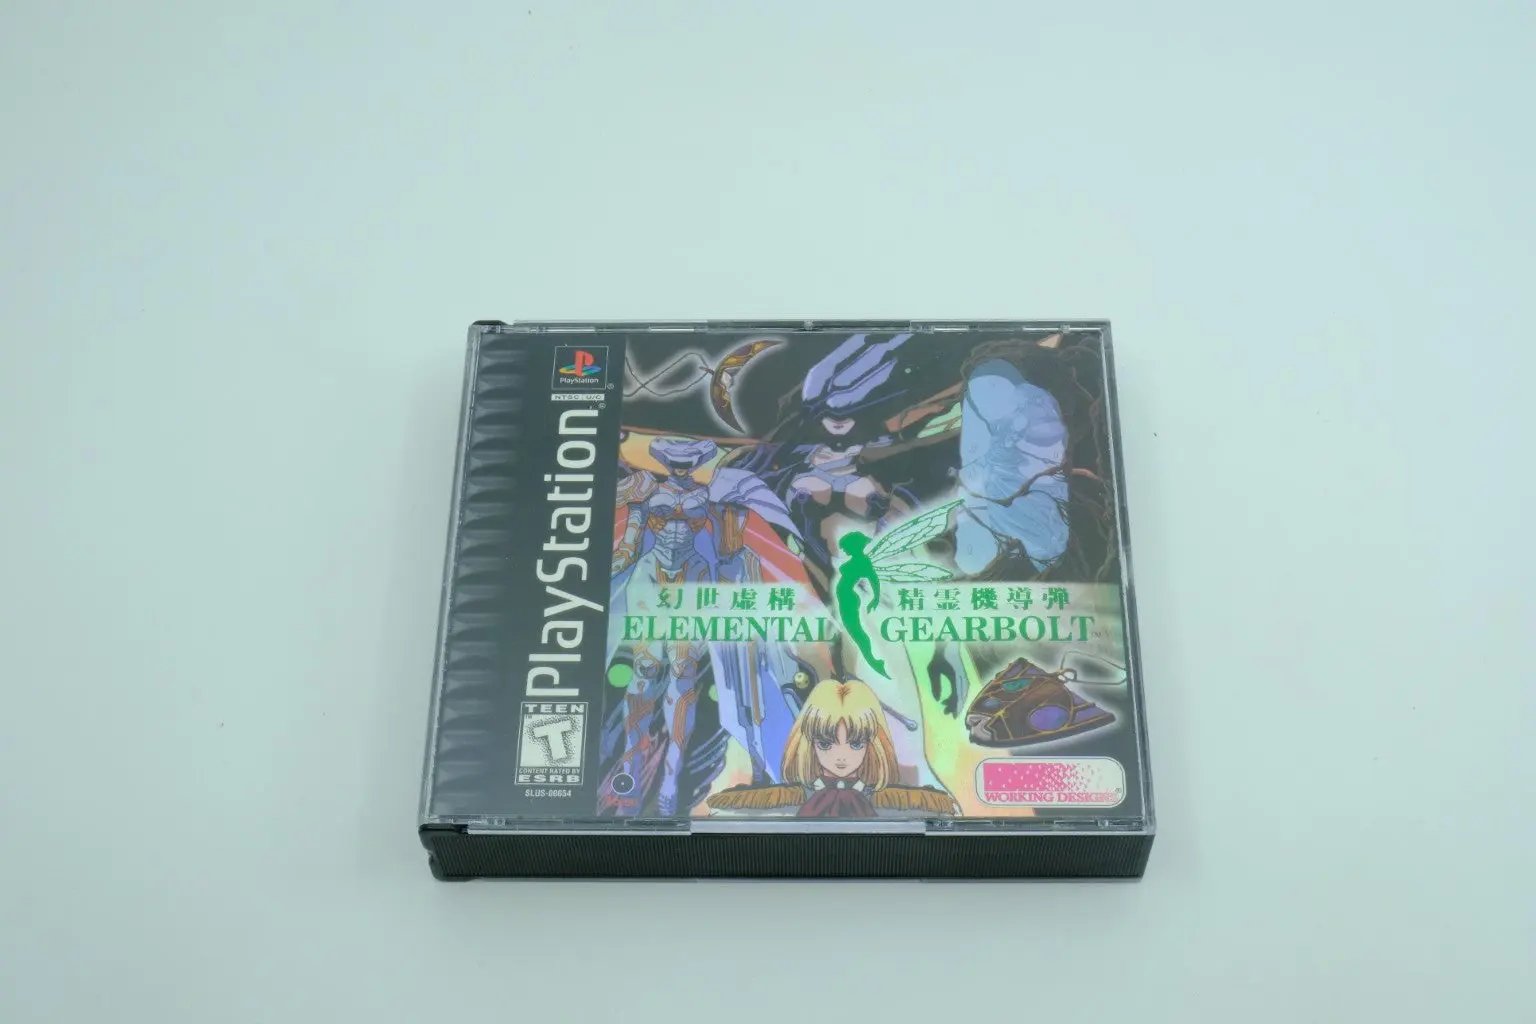 PlayStation
NTSC U/C
PlayStation
TEEN
T
CONTENT RATED BY
ESRB
SLUS-00654
幻世虚構 精霊機導弾
ELEMENTAL GEARBOLT™
WORKING DESIGNS